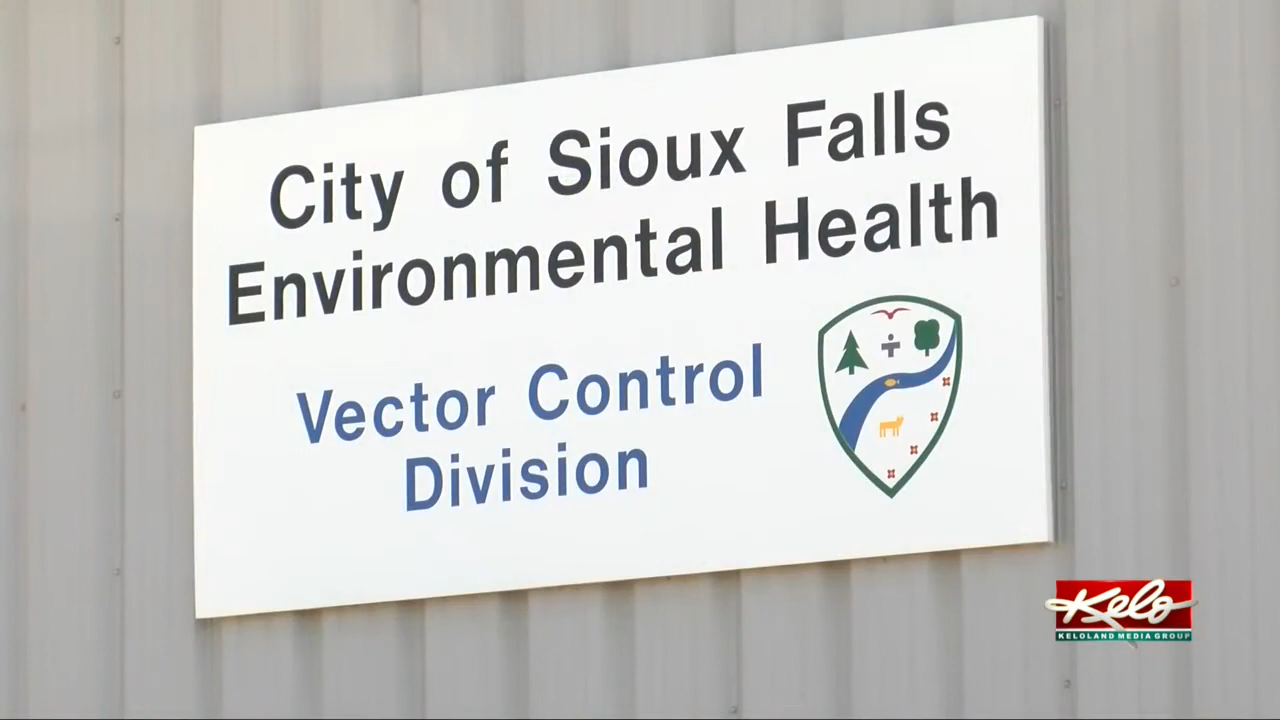 City of Sioux Falls
Environmental Health
Vector Control
Division
Kelo
KELOLAND MEDIA GROUP